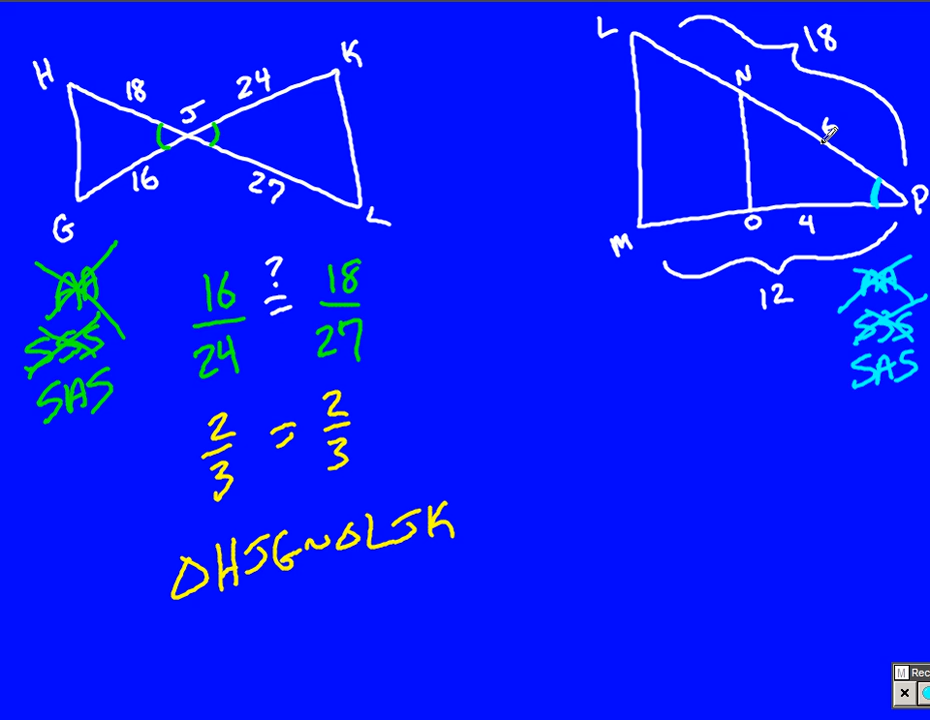 H 18 J 24 K
G 16 27 L
AA
SSS
SAS
16/24 ?= 18/27
2/3 = 2/3
△HJG~△LJK
L 18
N
M O 4 P
12
AA
SSS
SAS
Rec